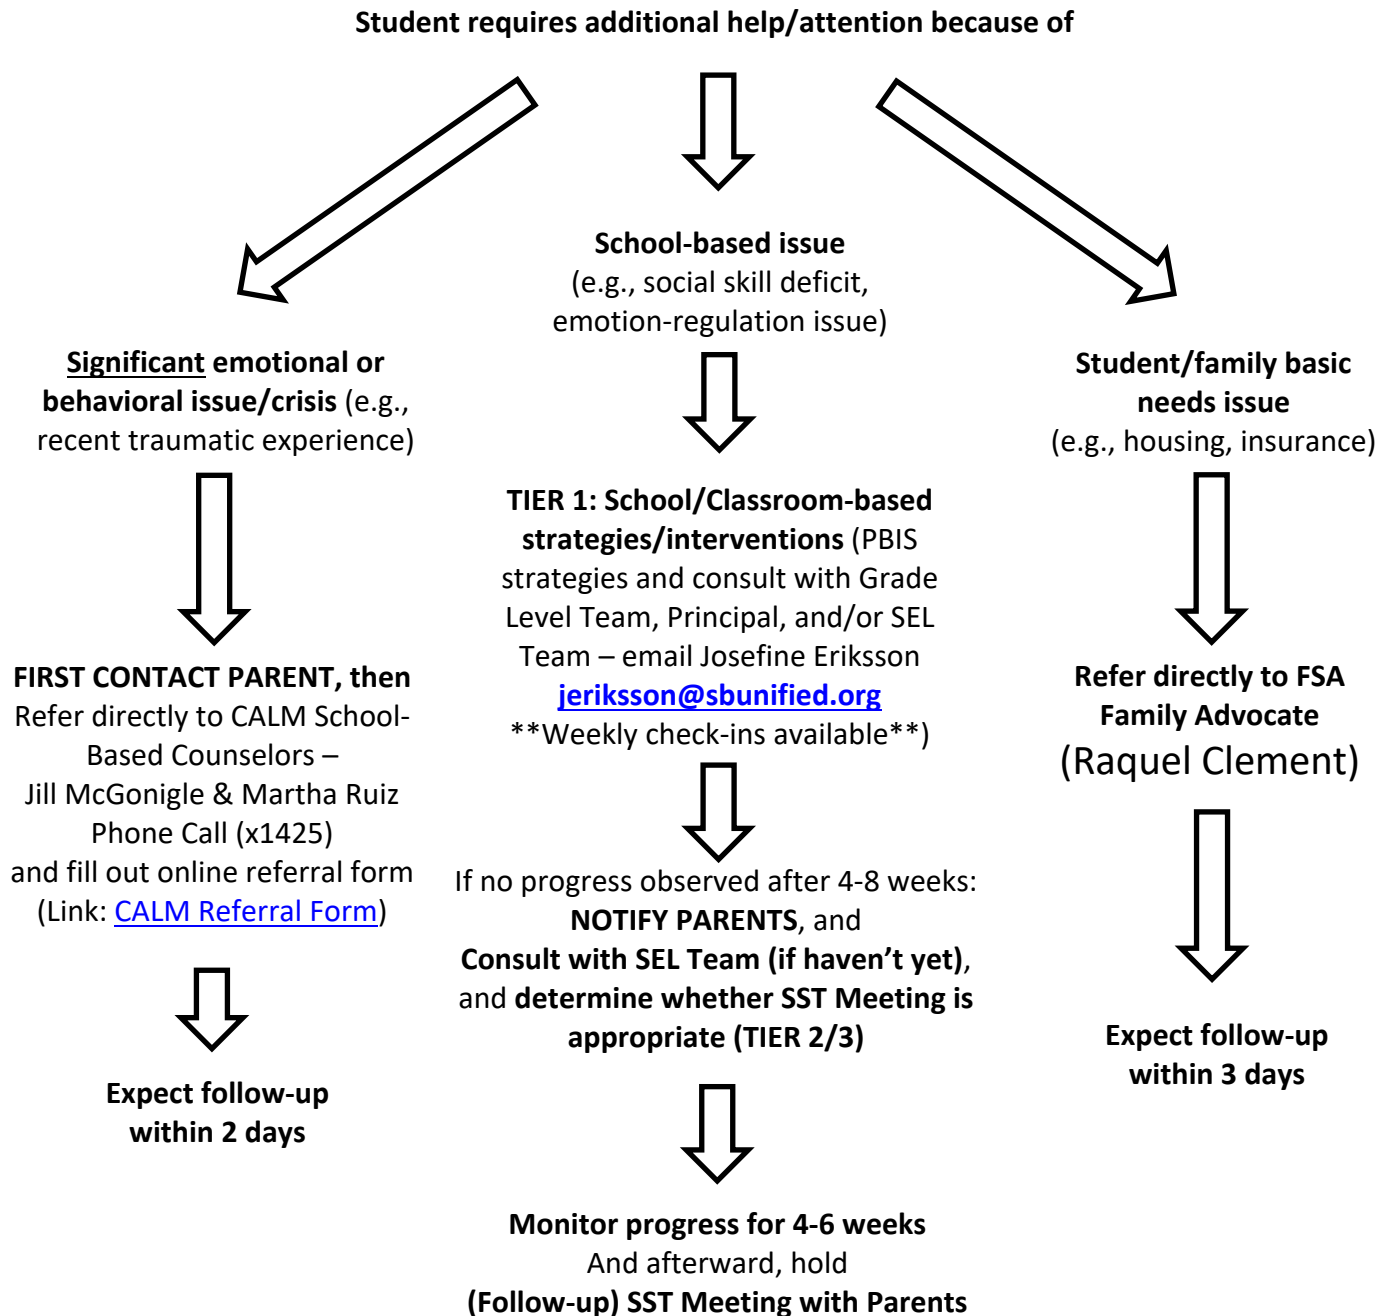 Student requires additional help/attention because of
Significant emotional or
behavioral issue/crisis (e.g.,
recent traumatic experience)
FIRST CONTACT PARENT, then
Refer directly to CALM School-
Based Counselors –
Jill McGonigle & Martha Ruiz
Phone Call (x1425)
and fill out online referral form
(Link: CALM Referral Form)
Expect follow-up
within 2 days
School-based issue
(e.g., social skill deficit,
emotion-regulation issue)
TIER 1: School/Classroom-based
strategies/interventions (PBIS
strategies and consult with Grade
Level Team, Principal, and/or SEL
Team – email Josefine Eriksson
jeriksson@sbunified.org
**Weekly check-ins available**)
If no progress observed after 4-8 weeks:
NOTIFY PARENTS, and
Consult with SEL Team (if haven’t yet),
and determine whether SST Meeting is
appropriate (TIER 2/3)
Monitor progress for 4-6 weeks
And afterward, hold
(Follow-up) SST Meeting with Parents
Student/family basic
needs issue
(e.g., housing, insurance)
Refer directly to FSA
Family Advocate
(Raquel Clement)
Expect follow-up
within 3 days